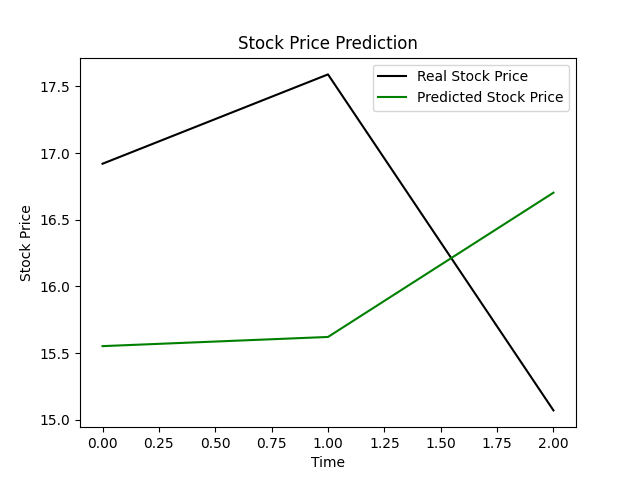 Stock Price Prediction
Real Stock Price
Predicted Stock Price
Stock Price
17.5
17.0
16.5
16.0
15.5
15.0
0.00 0.25 0.50 0.75 1.00 1.25 1.50 1.75 2.00
Time